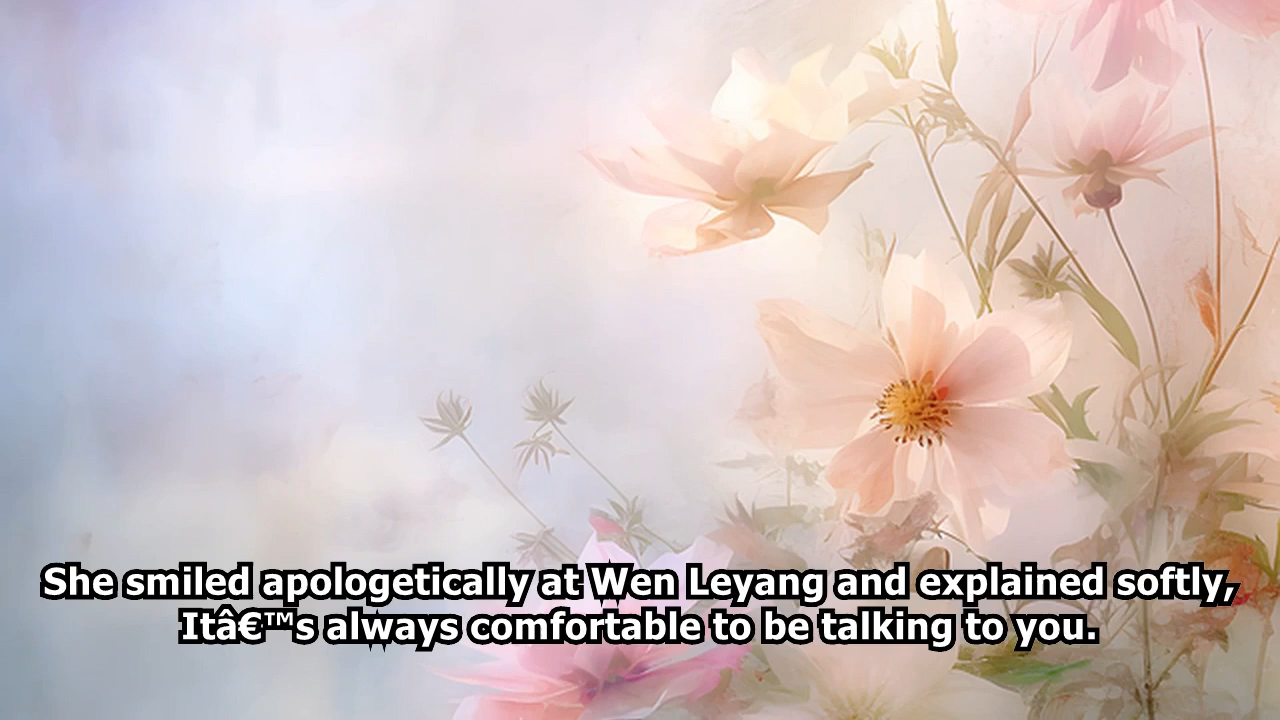 She smiled apologetically at Wen Leyang and explained softly,
Itâ€™s always comfortable to be talking to you.